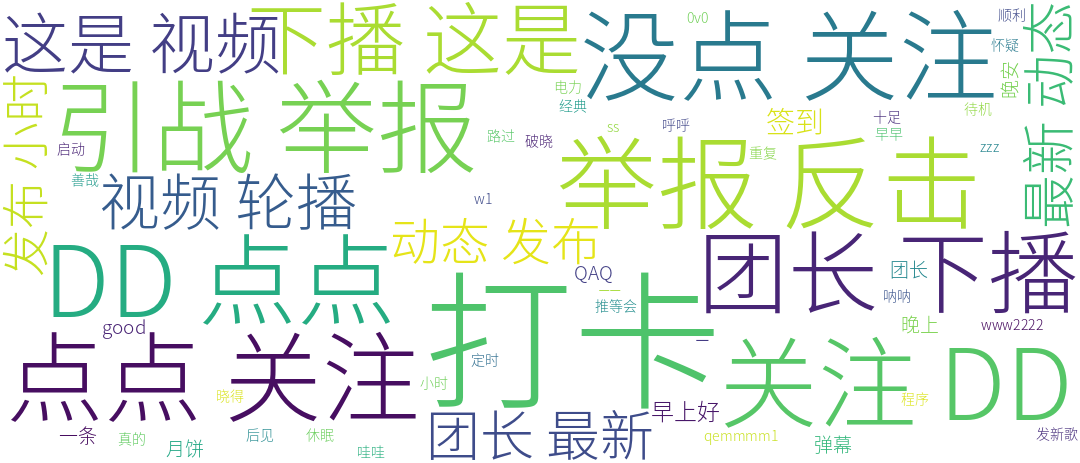 这是 视频
下播 这是
没点 关注
0v0
顺利
怀疑
动态
晚安
电力
经典
待机
发布 小时
引战 举报
ss
呼呼
签到
十足
早早
路过
破晓
启动
举报 反击
重复
zzz
最新
善哉
视频 轮播
w1
动态 发布
DD 点点
团长 下播
团长
呐呐
QAQ
一一
推等会
打卡
good
晚上
www2222
点点 关注
一
定时
关注 DD
小时
晓得
早上好
程序
团长 最新
一条
真的
月饼
后见
休眠
哇哇
qemmmm1
弹幕
发新歌